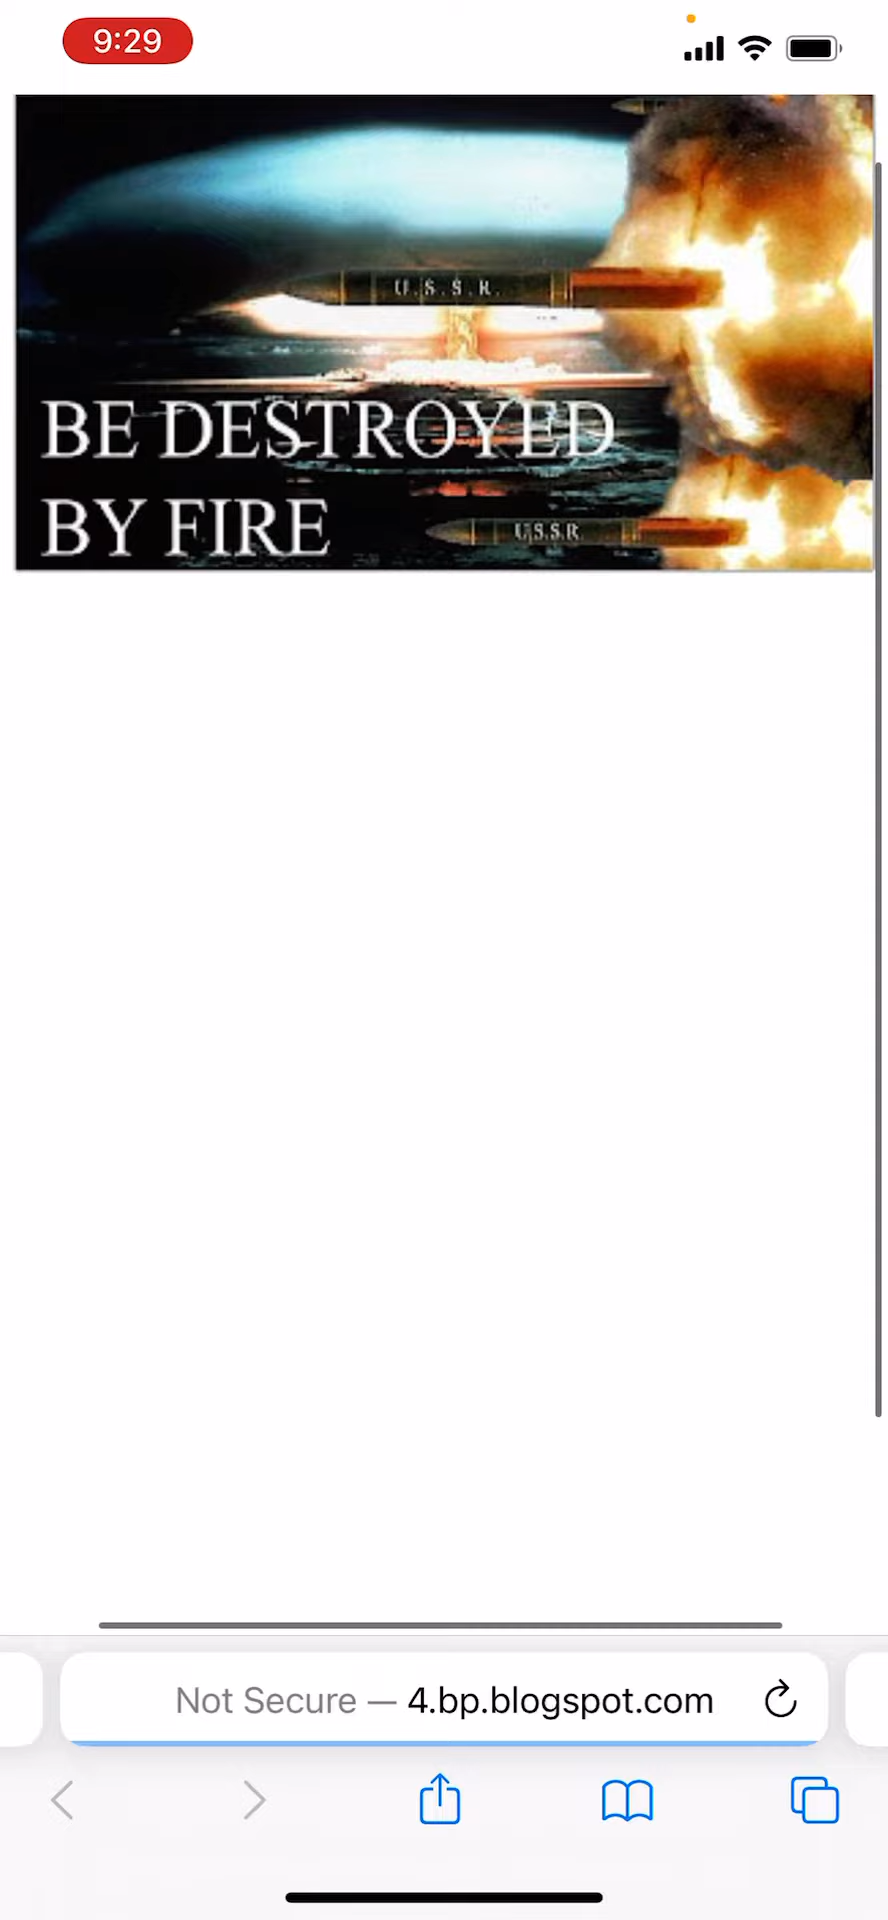 9:29
U.S.S.R.
BE DESTROYED
BY FIRE
U.S.S.R.
Not Secure — 4.bp.blogspot.com